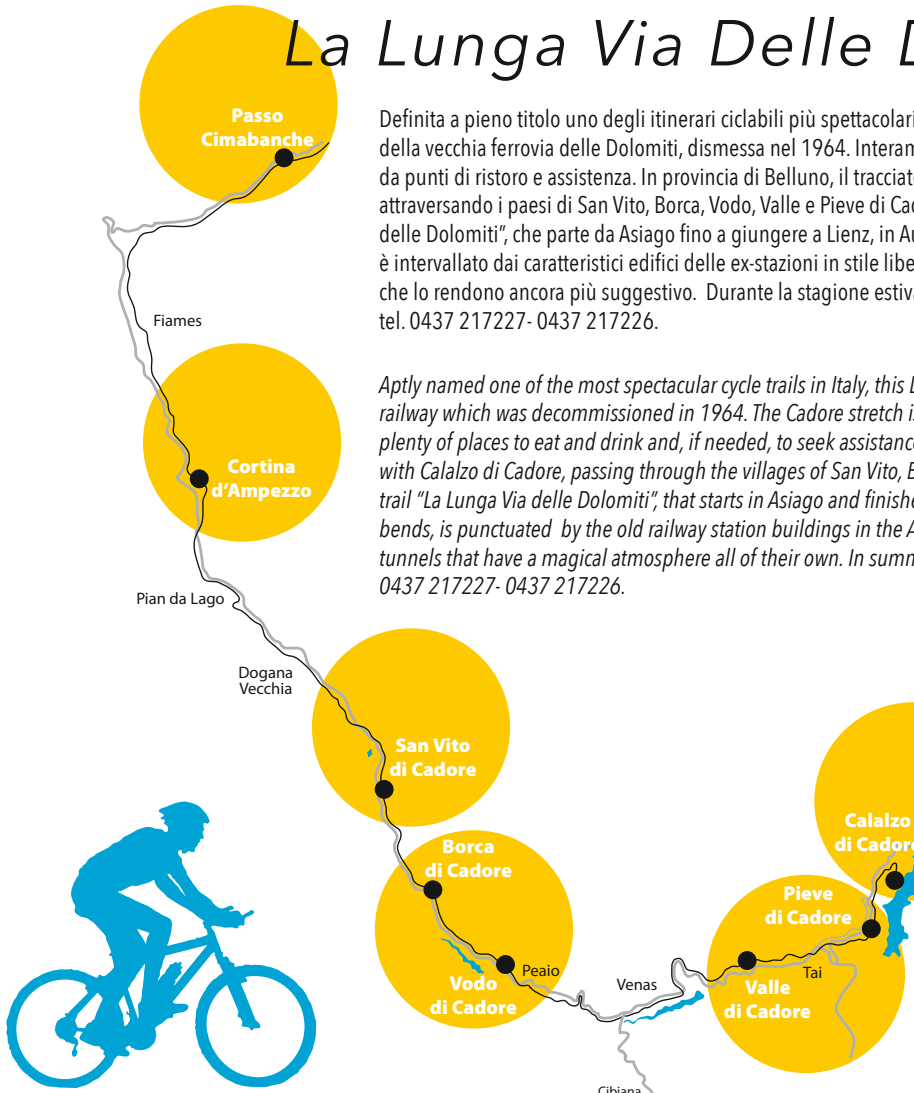 La Lunga Via Delle D
Definita a pieno titolo uno degli itinerari ciclabili più spettacolari
della vecchia ferrovia delle Dolomiti, dismessa nel 1964. Interam
da punti di ristoro e assistenza. In provincia di Belluno, il tracciat
attraversando i paesi di San Vito, Borca, Vodo, Valle e Pieve di Cad
delle Dolomiti", che parte da Asiago fino a giungere a Lienz, in Au
è intervallato dai caratteristici edifici delle ex-stazioni in stile libe
che lo rendono ancora più suggestivo. Durante la stagione estiva
tel. 0437 217227- 0437 217226.
Aptly named one of the most spectacular cycle trails in Italy, this L
railway which was decommissioned in 1964. The Cadore stretch is
plenty of places to eat and drink and, if needed, to seek assistance
with Calalzo di Cadore, passing through the villages of San Vito, B
trail "La Lunga Via delle Dolomiti", that starts in Asiago and finishe
bends, is punctuated by the old railway station buildings in the A
tunnels that have a magical atmosphere all of their own. In summ
0437 217227- 0437 217226.
Passo
Cimabanche
Fiames
Cortina
d'Ampezzo
Pian da Lago
Dogana
Vecchia
San Vito
di Cadore
Borca
di Cadore
Vodo
di Cadore
Peaio
Venas
Cibiana
Valle
di Cadore
Tai
Pieve
di Cadore
Calalzo
di Cadore